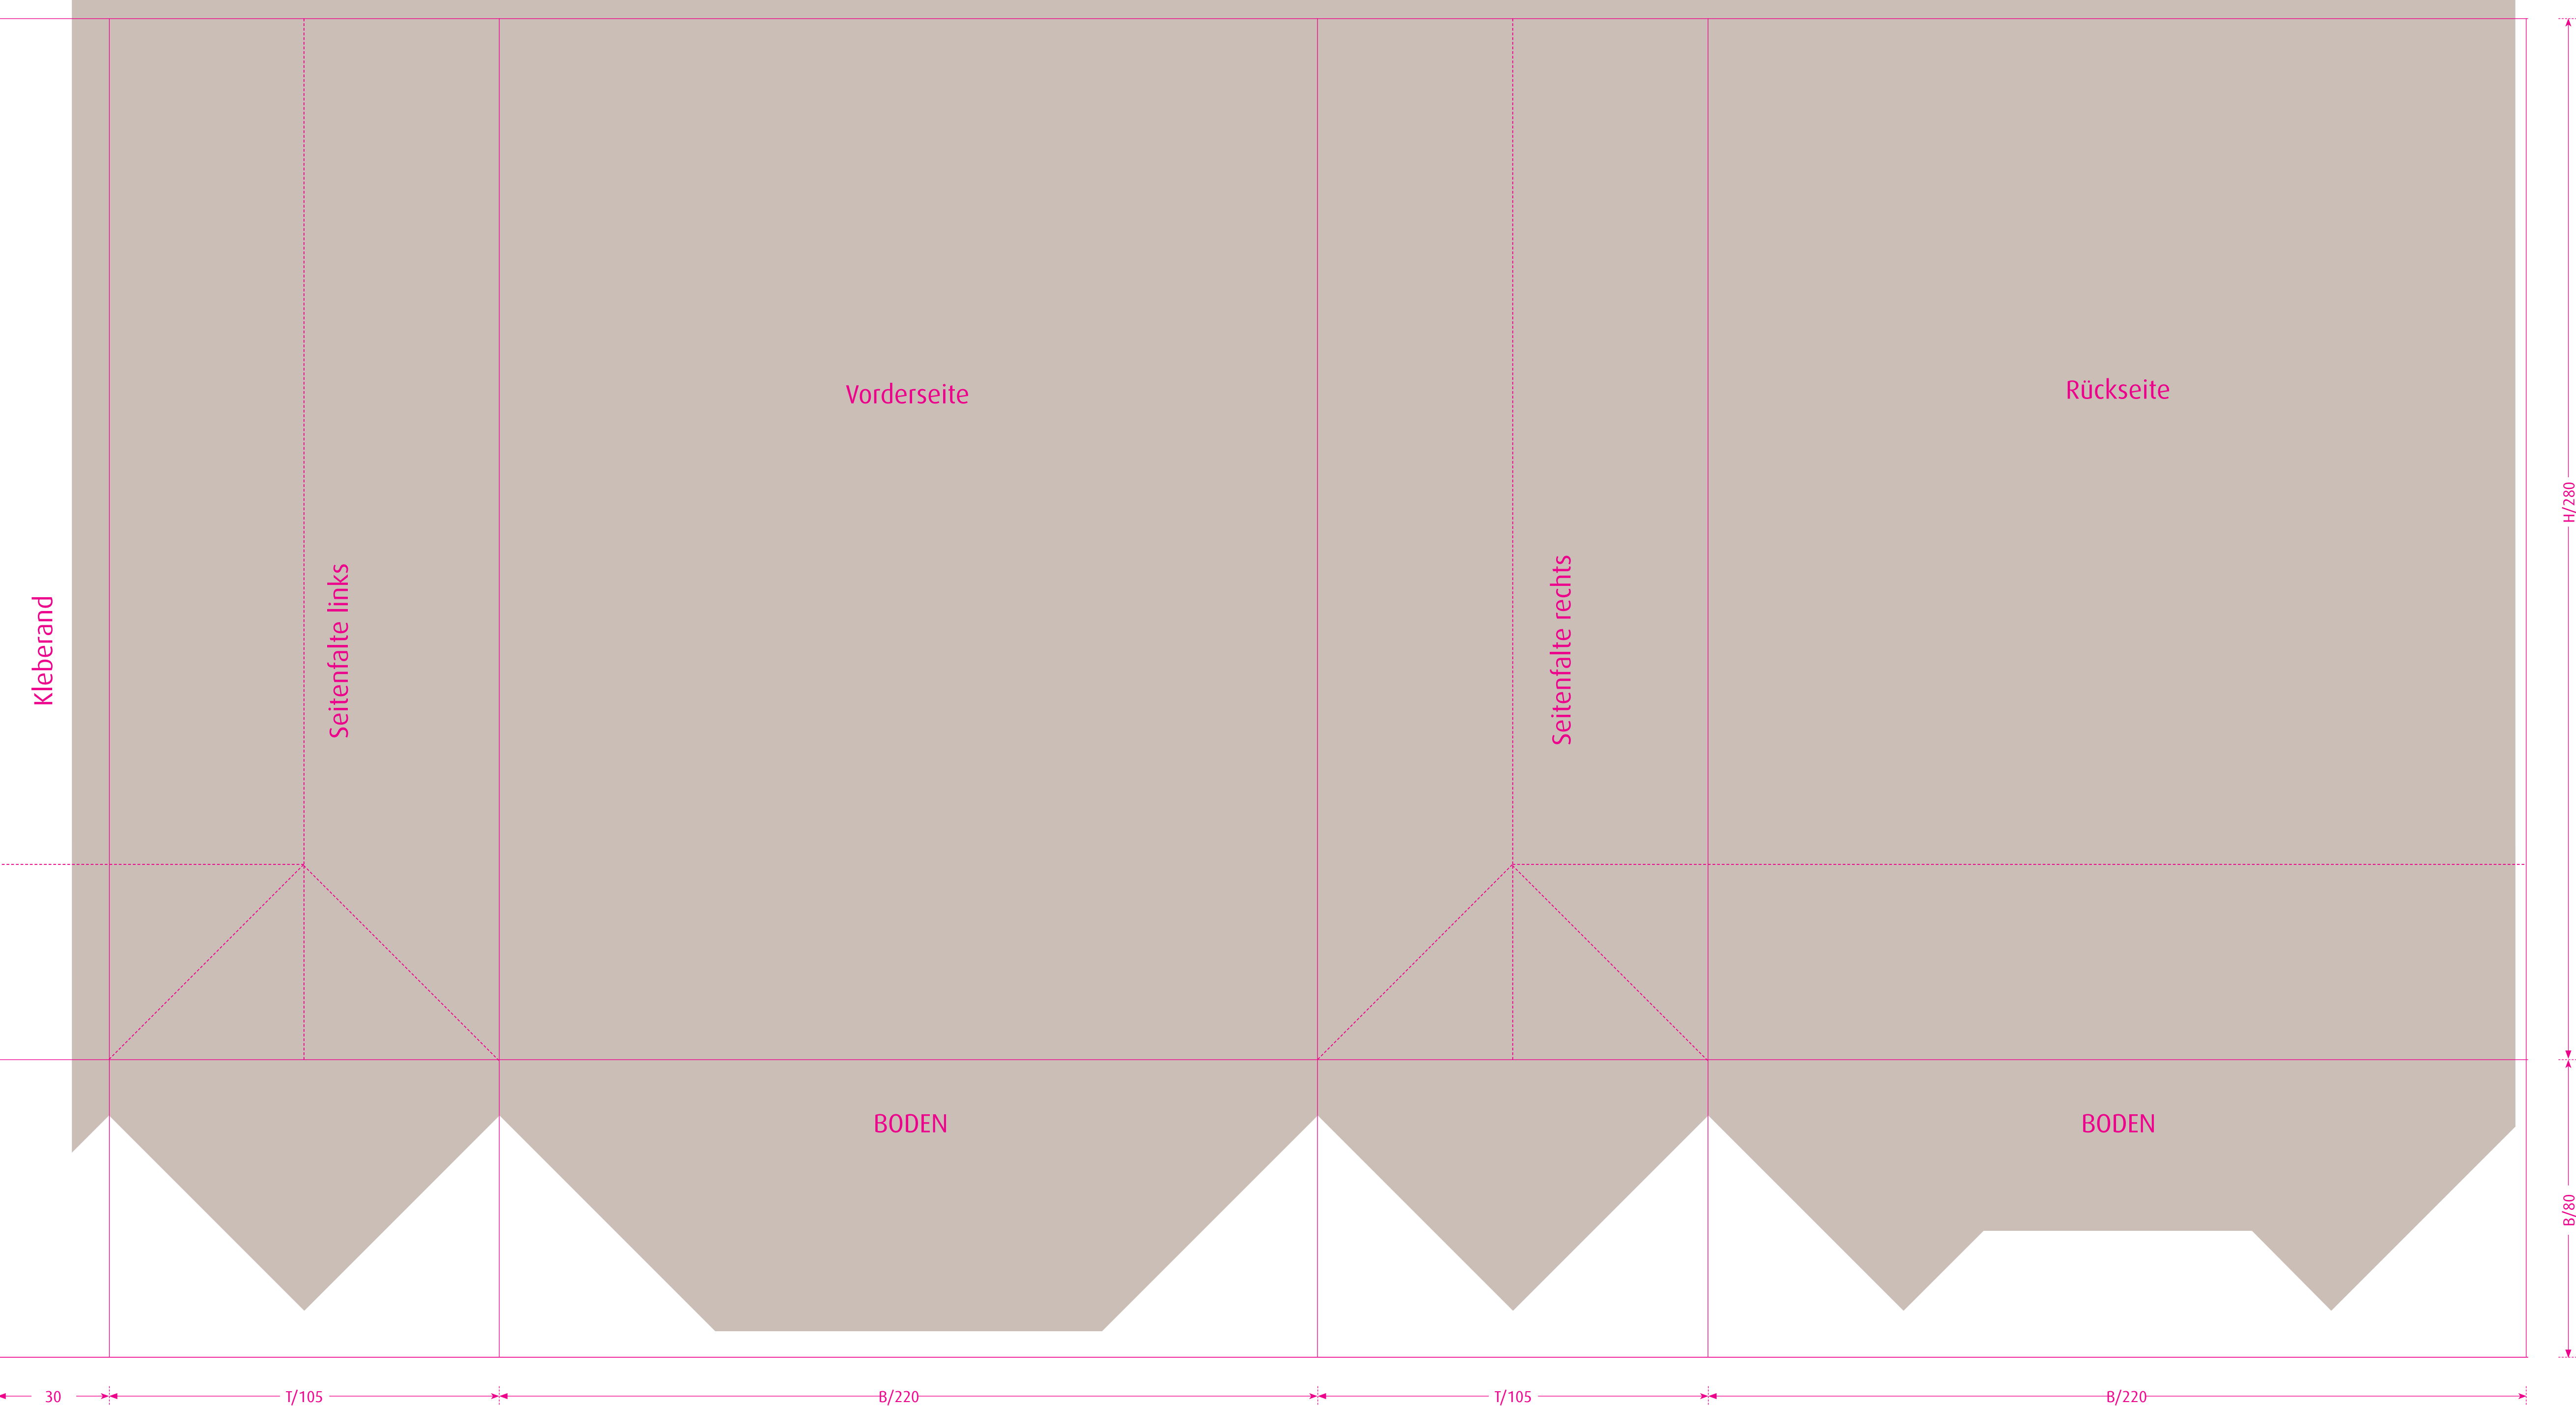 Vorderseite
Rückseite
H/280
Kleberand
Seitenfalte links
Seitenfalte rechts
BODEN
BODEN
B/80
30
T/105
B/220
T/105
B/220